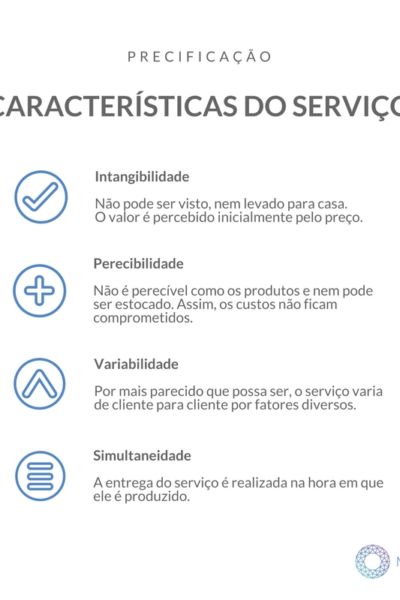 PRECIFICAÇÃO
CARACTERÍSTICAS DO SERVIÇO
Intangibilidade
Não pode ser visto, nem levado para casa.
O valor é percebido inicialmente pelo preço.
Perecibilidade
Não é perecível como os produtos e nem pode
ser estocado. Assim, os custos não ficam
comprometidos.
Variabilidade
Por mais parecido que possa ser, o serviço varia
de cliente para cliente por fatores diversos.
Simultaneidade
A entrega do serviço é realizada na hora em que
ele é produzido.